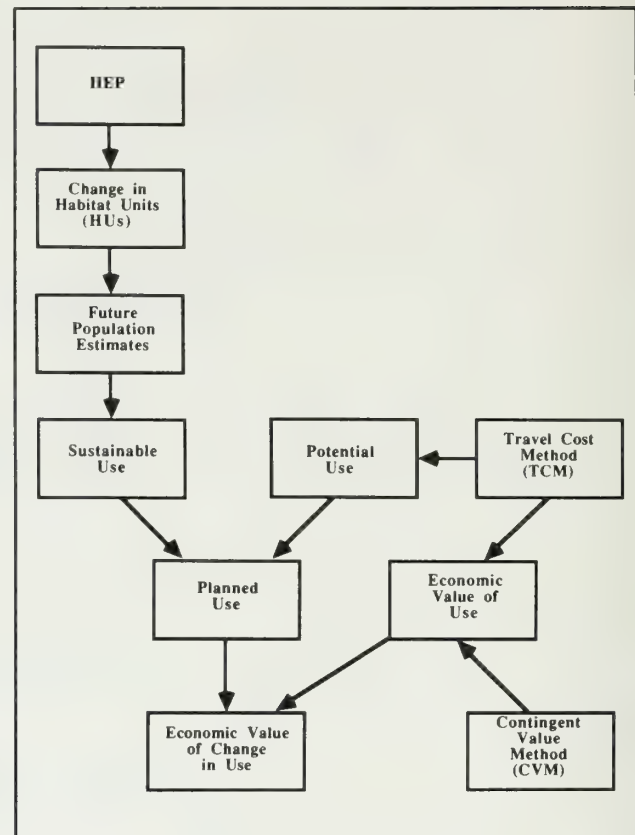 HEP
Change in
Habitat Units
(HUs)
Future
Population
Estimates
Sustainable
Use
Potential
Use
Travel Cost
Method
(TCM)
Planned
Use
Economic
Value of
Use
Economic Value
of Change
in Use
Contingent
Value
Method
(CVM)